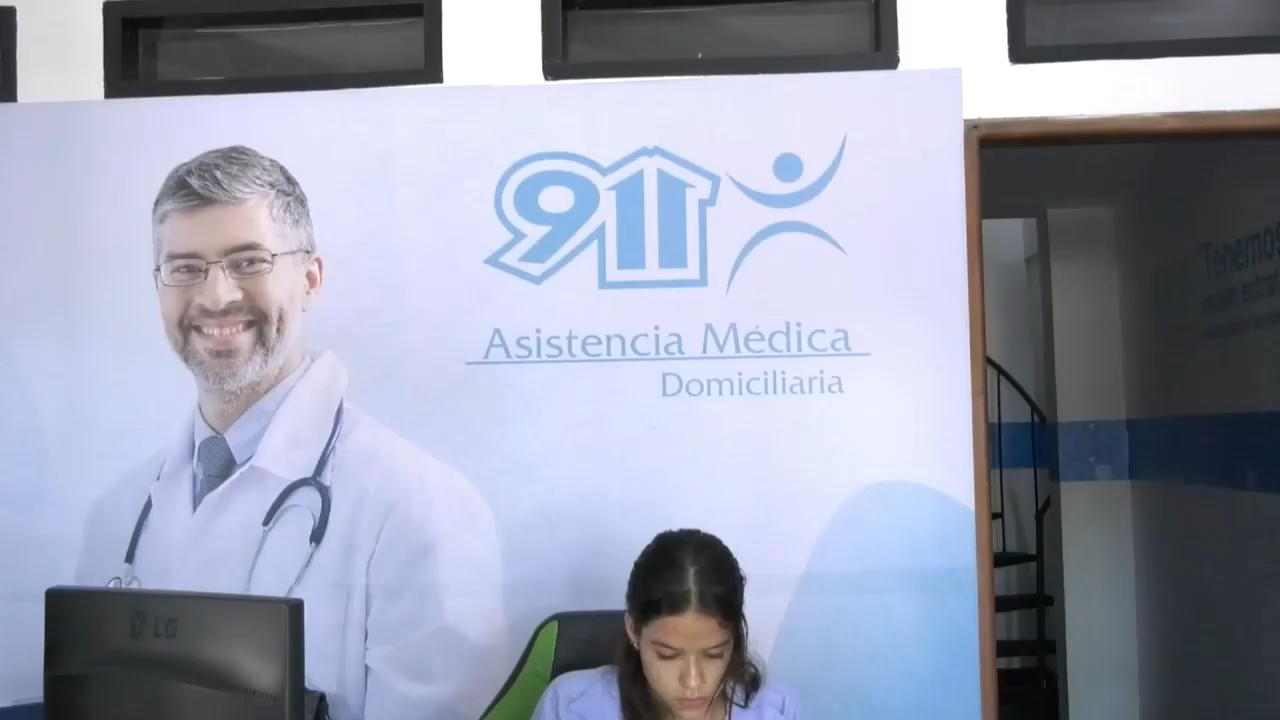 911
Asistencia Médica
Domiciliaria
LG
"Tenemos